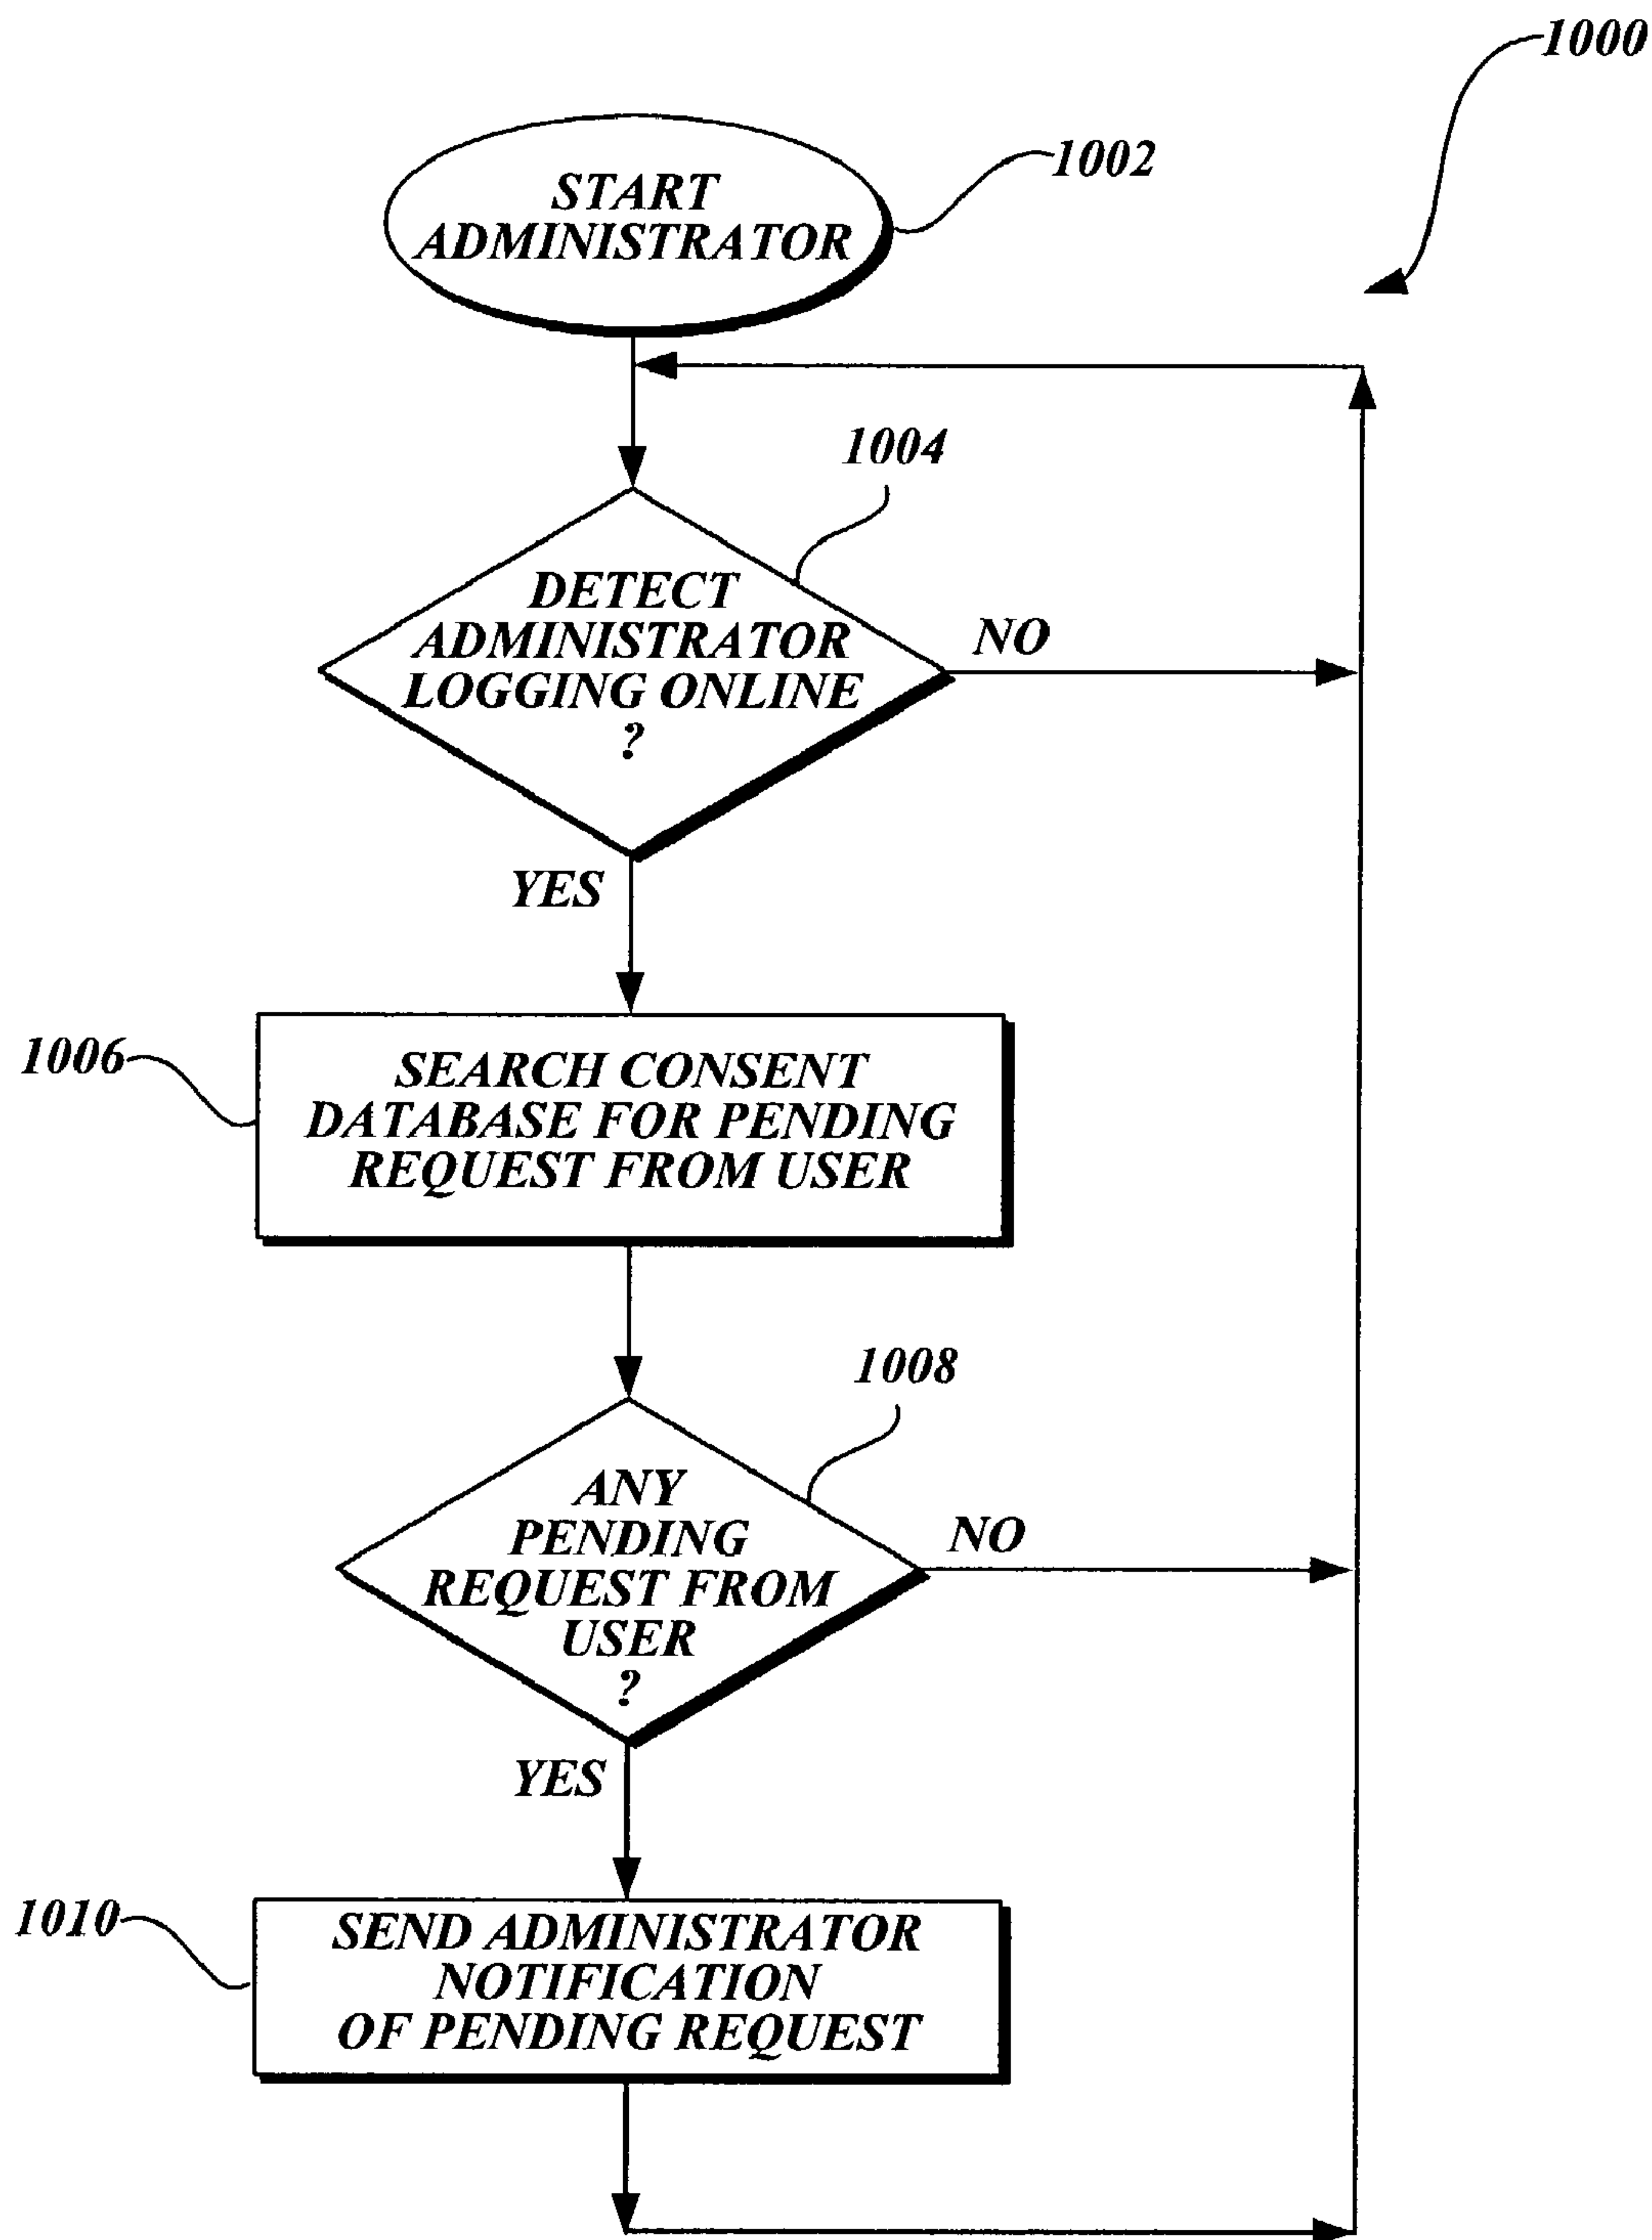 1000
1002
START
ADMINISTRATOR
1004
DETECT
ADMINISTRATOR
LOGGING ONLINE
?
NO
YES
1006
SEARCH CONSENT
DATABASE FOR PENDING
REQUEST FROM USER
1008
ANY
PENDING
REQUEST FROM
USER
?
NO
YES
1010
SEND ADMINISTRATOR
NOTIFICATION
OF PENDING REQUEST